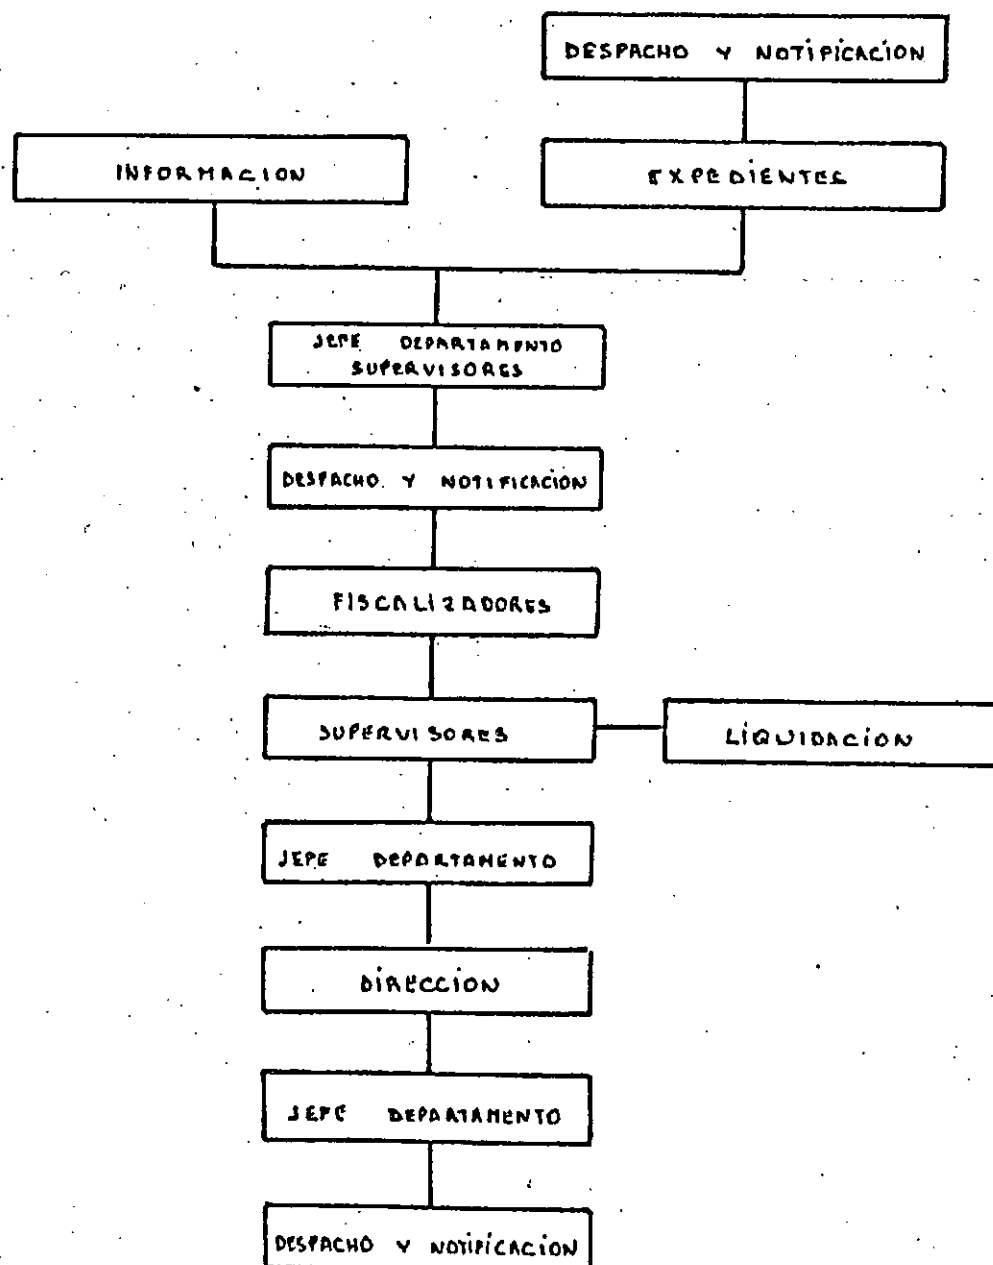 DESPACHO Y NOTIFICACION
INFORMACION
EXPEDIENTES
JEFE DEPARTAMENTO
SUPERVISORES
DESPACHO Y NOTIFICACION
FISCALIZADORES
SUPERVISORES
LIQUIDACION
JEFE DEPARTAMENTO
DIRECCION
JEFE DEPARTAMENTO
DESPACHO Y NOTIFICACION